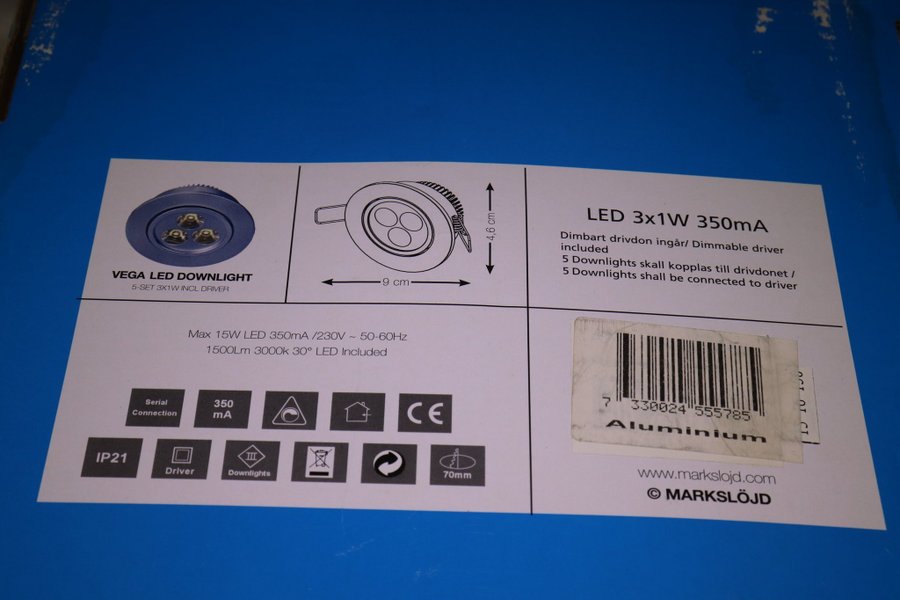 VEGA LED DOWNLIGHT
5-SET 3X1W INCL DRIVER
4,6 cm
9 cm
LED 3x1W 350mA
Dimbart drivdon ingår/ Dimmable driver
included
5 Downlights skall kopplas till drivdonet /
5 Downlights shall be connected to driver
Max 15W LED 350mA /230V ~ 50-60Hz
1500Lm 3000k 30° LED Included
Serial
Connection
350
mA
CE
IP21
Driver
III
Downlights
70mm
7 330024 555785
Aluminium
www.markslojd.com
© MARKSLÖJD